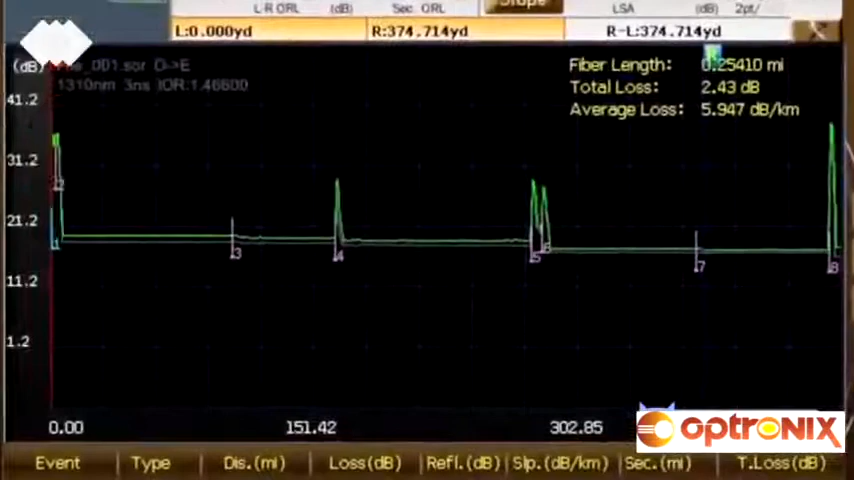 L-R ORL (dB) Sec. ORL Slope LSA (dB) 2pt/
L:0.000yd R:374.714yd R-L:374.714yd
(dB) _001.sor O->E
1310nm 3ns IOR:1.46600
Fiber Length: 0.25410 mi
Total Loss: 2.43 dB
Average Loss: 5.947 dB/km
41.2
31.2
21.2
11.2
1.2
1 2 3 4 5 6 7 8
0.00 151.42 302.85
optronix
Event Type Dis.(mi) Loss(dB) Refl.(dB) Slp.(dB/km) Sec.(mi) T.Loss(dB)